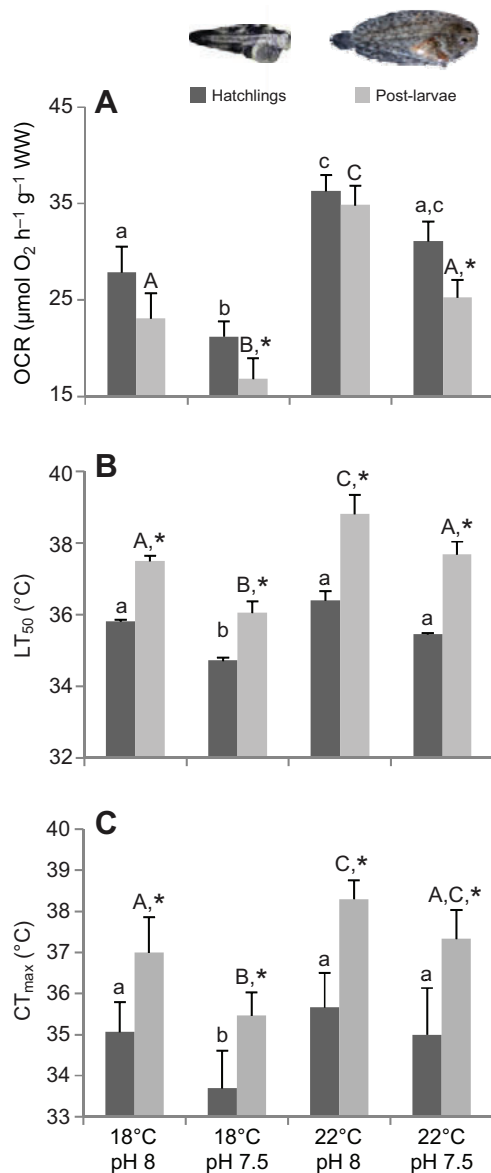 Hatchlings
Post-larvae
A
45
35
25
15
OCR (µmol O₂ h⁻¹ g⁻¹ WW)
a
A
b
B,*
c
C
a,c
A,*
B
40
38
36
34
32
LT₅₀ (°C)
a
A,*
b
B,*
a
C,*
a
A,*
C
40
39
38
37
36
35
34
33
CT_max (°C)
a
A,*
b
B,*
a
C,*
a
A,C,*
18°C 18°C 22°C 22°C
pH 8 pH 7.5 pH 8 pH 7.5